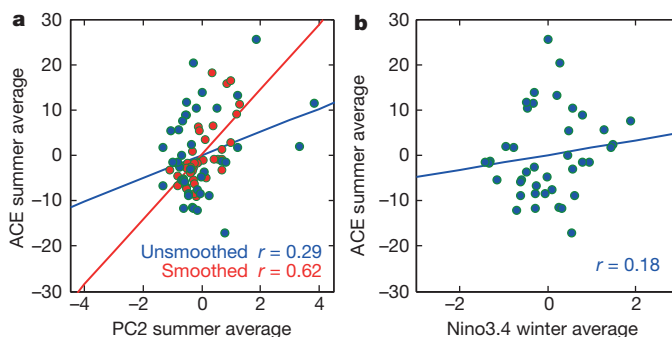 a
ACE summer average
30
20
10
0
−10
−20
−30
−4
−2
0
2
4
PC2 summer average
Unsmoothed r = 0.29
Smoothed r = 0.62
b
ACE summer average
30
20
10
0
−10
−20
−30
−2
0
2
Nino3.4 winter average
r = 0.18